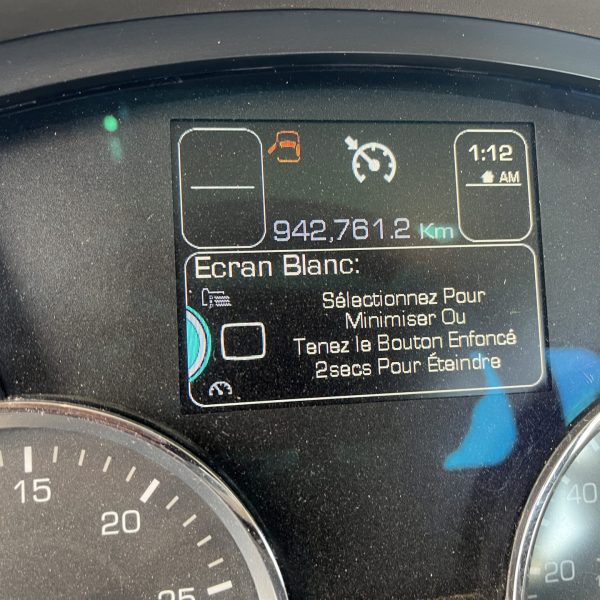 1:12
AM
942,761.2 Km
Ecran Blanc:
Sélectionnez Pour
Minimiser Ou
Tenez le Bouton Enfoncé
2secs Pour Éteindre
15
20
25
40
20